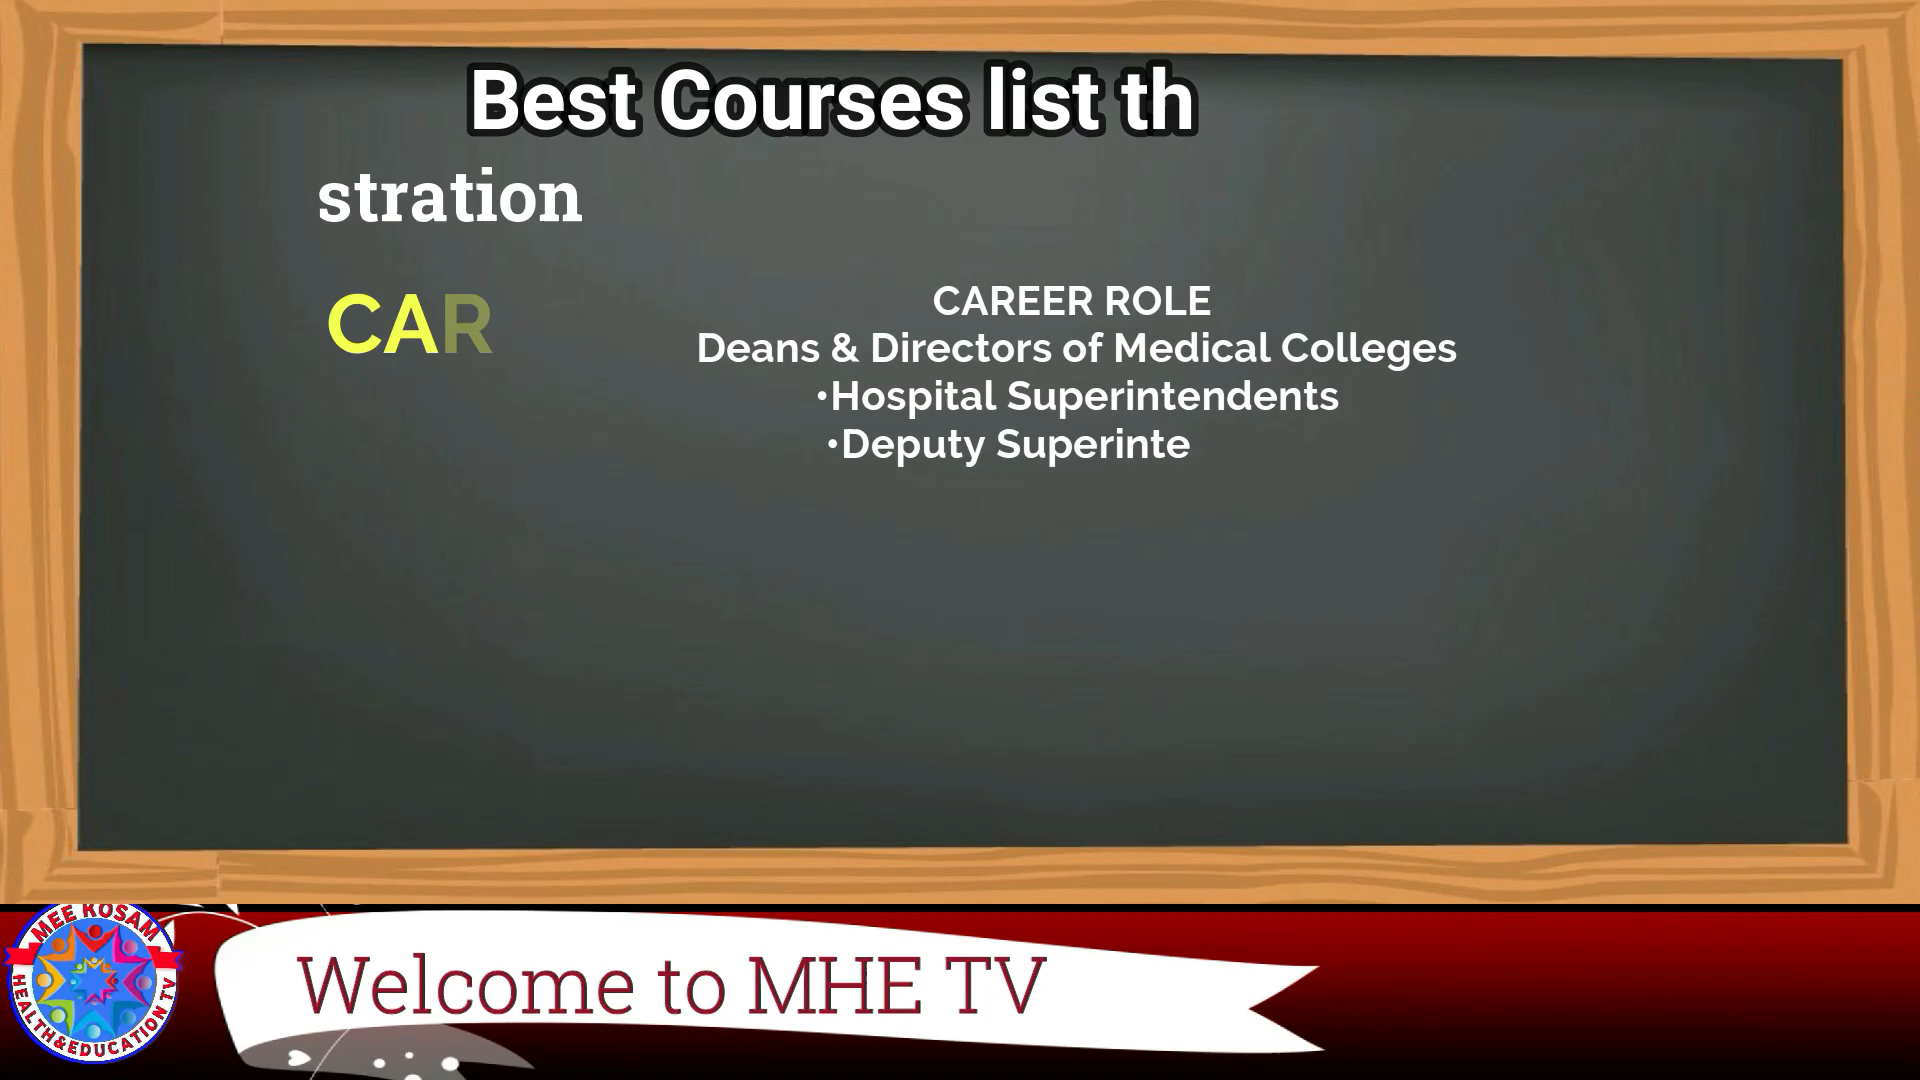 Best Courses list th
stration
CAR
CAREER ROLE
Deans & Directors of Medical Colleges
•Hospital Superintendents
•Deputy Superinte
MEE KOSAM
HEALTH&EDUCATION TV
Welcome to MHE TV